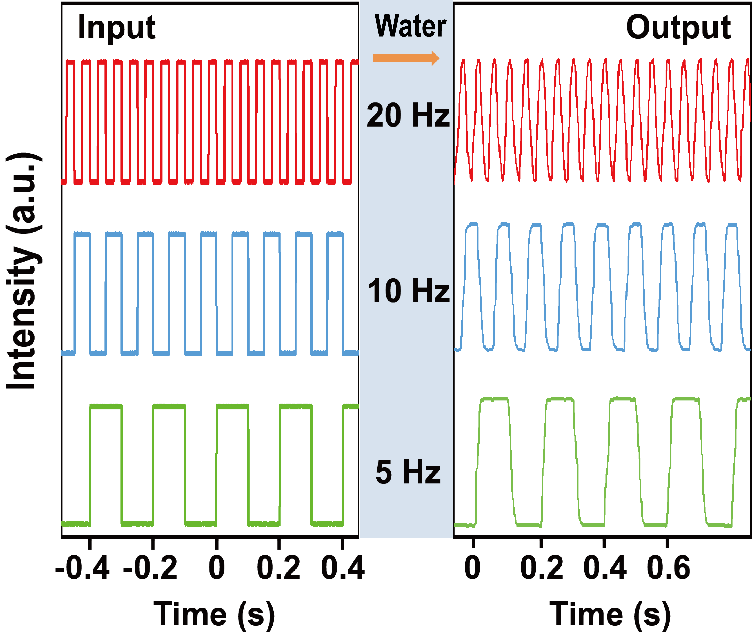 Input
Water
Output
Intensity (a.u.)
20 Hz
10 Hz
5 Hz
-0.4 -0.2 0 0.2 0.4
0 0.2 0.4 0.6
Time (s)
Time (s)